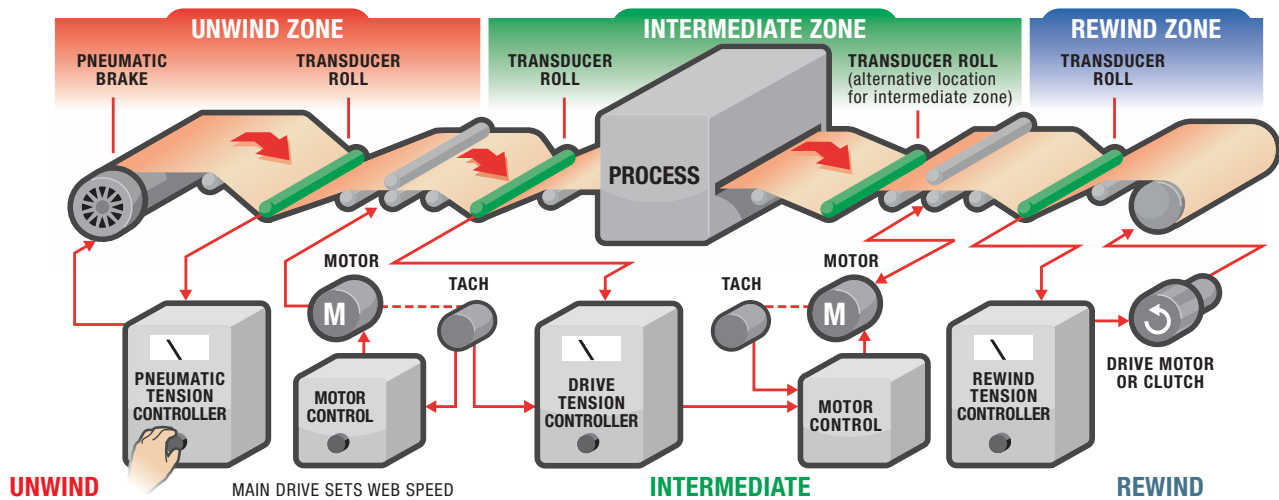 UNWIND ZONE
INTERMEDIATE ZONE
REWIND ZONE
PNEUMATIC
BRAKE
TRANSDUCER
ROLL
TRANSDUCER
ROLL
TRANSDUCER ROLL
(alternative location
for intermediate zone)
TRANSDUCER
ROLL
PROCESS
MOTOR
M
TACH
TACH
MOTOR
M
PNEUMATIC
TENSION
CONTROLLER
MOTOR
CONTROL
DRIVE
TENSION
CONTROLLER
MOTOR
CONTROL
REWIND
TENSION
CONTROLLER
DRIVE MOTOR
OR CLUTCH
UNWIND
MAIN DRIVE SETS WEB SPEED
INTERMEDIATE
REWIND